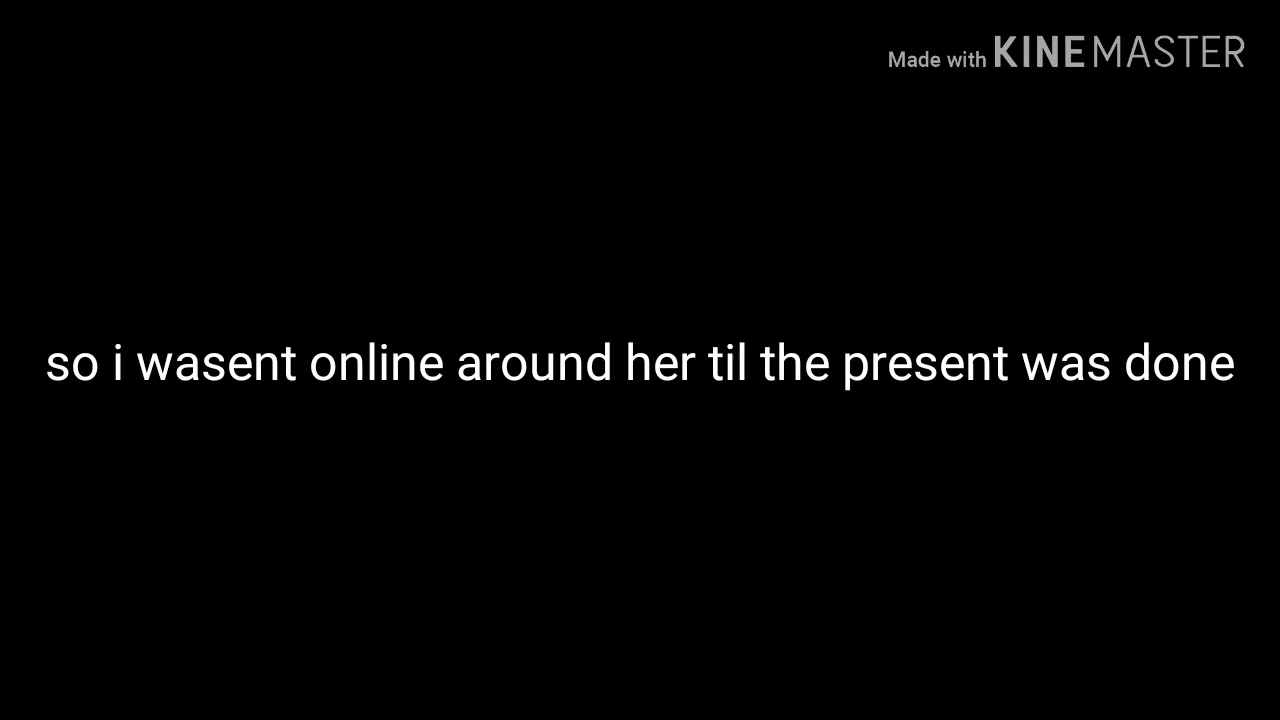 Made with KINEMASTER
so i wasent online around her til the present was done